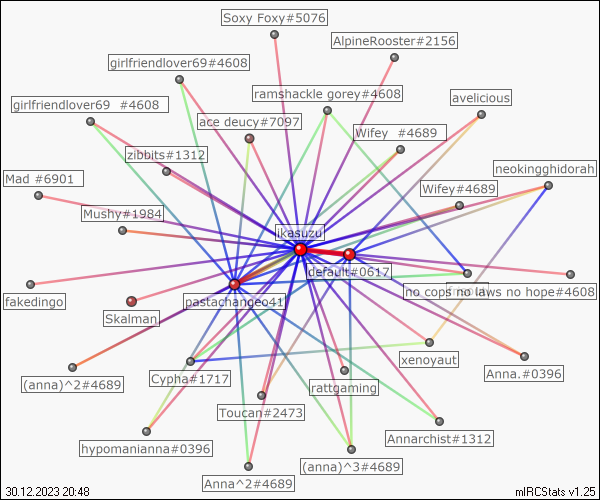 Soxy Foxy#5076
AlpineRooster#2156
girlfriendlover69#4608
ramshackle gorey#4608
avelicious
girlfriendlover69 #4608
ace deucy#7097
Wifey #4689
zibbits#1312
neokingghidorah
Mad #6901
Wifey#4689
Mushy#1984
ikasuzu
default#0617
fakedingo
Skalman
pastachangeo41
no cops no laws no hope#4608
xenoyaut
Anna.#0396
(anna)^2#4689
Cypha#1717
rattgaming
Toucan#2473
hypomanianna#0396
Annarchist#1312
Anna^2#4689
(anna)^3#4689
30.12.2023 20:48
mIRCStats v1.25